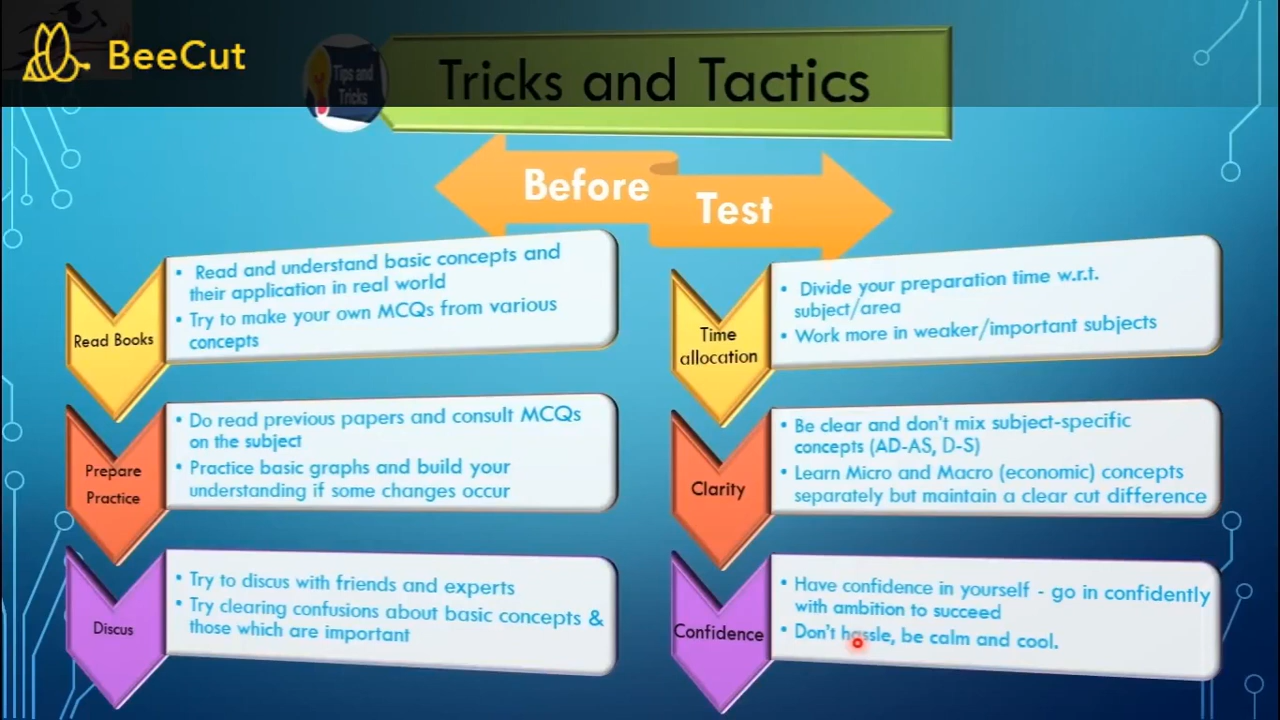 BeeCut
Tips and
Tricks
Tricks and Tactics
Before
Test
Read Books
• Read and understand basic concepts and
their application in real world
• Try to make your own MCQs from various
concepts
Prepare
Practice
• Do read previous papers and consult MCQs
on the subject
• Practice basic graphs and build your
understanding if some changes occur
Discus
• Try to discus with friends and experts
• Try clearing confusions about basic concepts &
those which are important
Time
allocation
• Divide your preparation time w.r.t.
subject/area
• Work more in weaker/important subjects
Clarity
• Be clear and don't mix subject-specific
concepts (AD-AS, D-S)
• Learn Micro and Macro (economic) concepts
separately but maintain a clear cut difference
Confidence
• Have confidence in yourself - go in confidently
with ambition to succeed
• Don't hassle, be calm and cool.